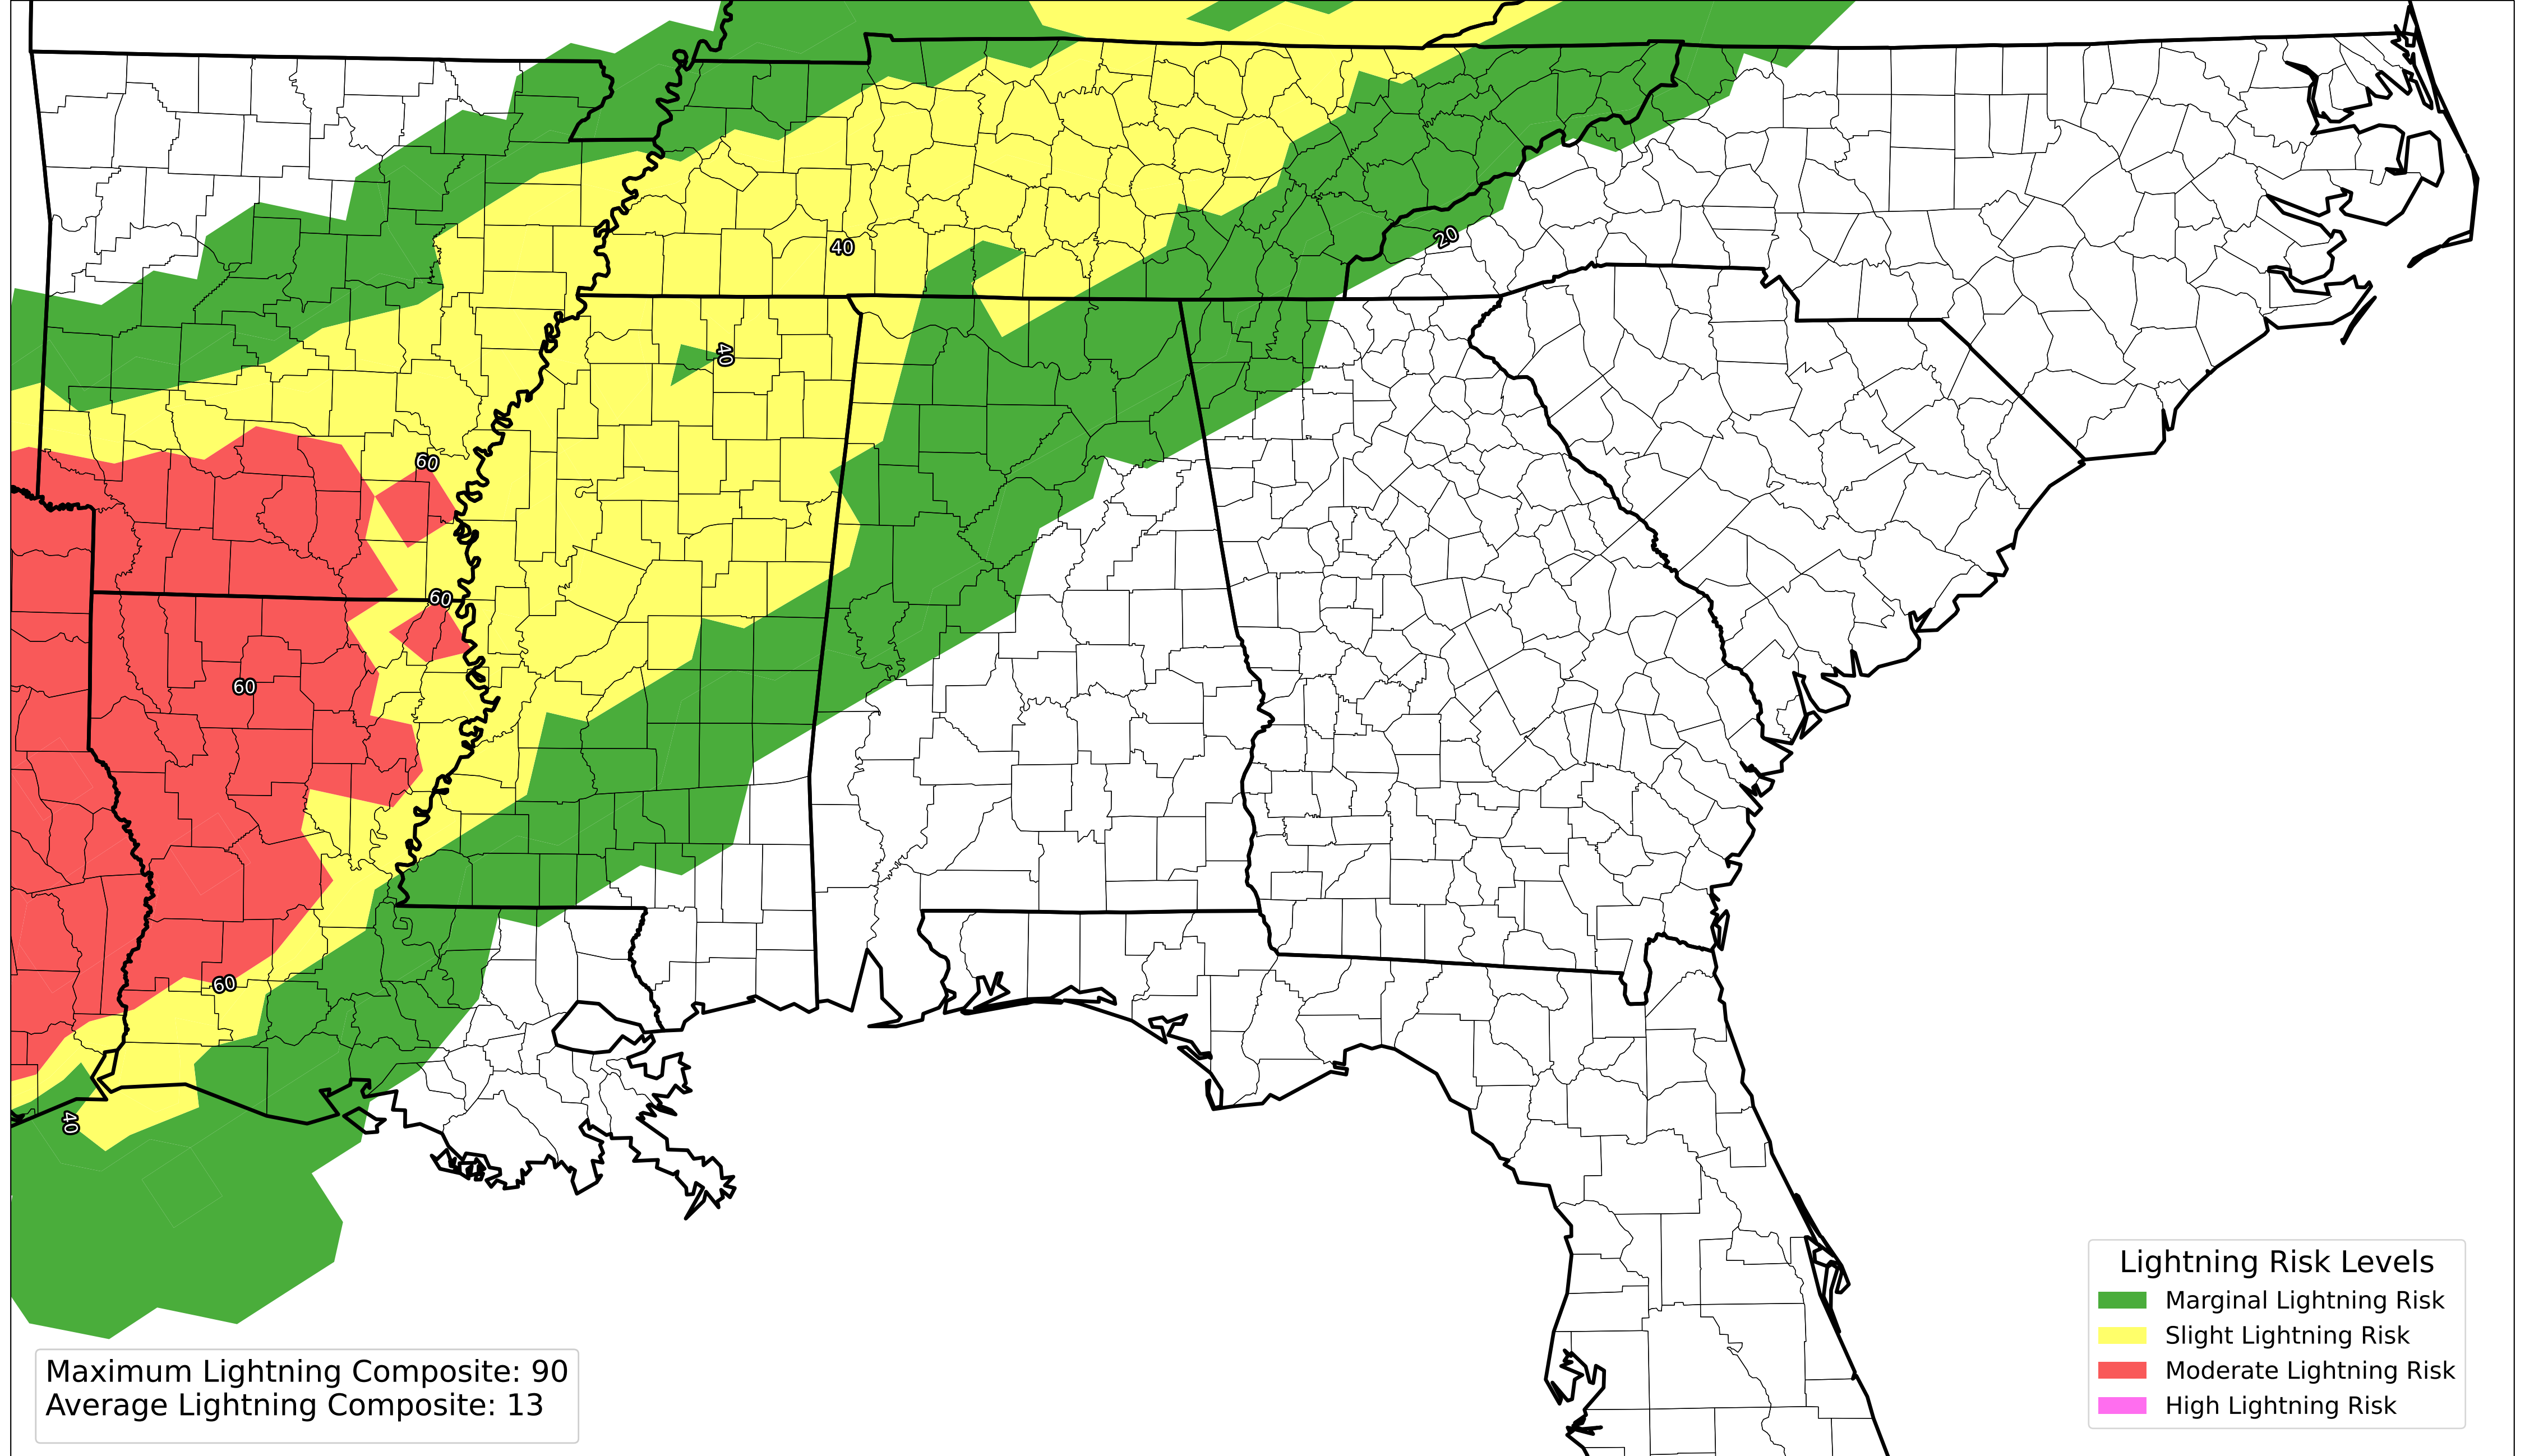 40
20
40
60
60
60
60
40
Lightning Risk Levels
Marginal Lightning Risk
Slight Lightning Risk
Moderate Lightning Risk
High Lightning Risk
Maximum Lightning Composite: 90
Average Lightning Composite: 13